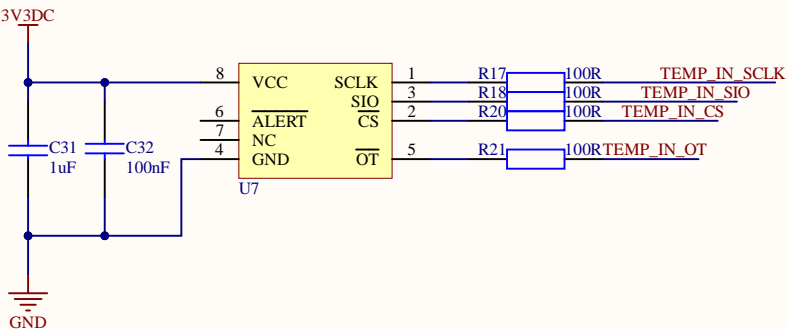 3V3DC
8 VCC SCLK 1 R17 100R TEMP_IN_SCLK
SIO 3 R18 100R TEMP_IN_SIO
6 ALERT CS 2 R20 100R TEMP_IN_CS
7 NC
4 GND OT 5 R21 100R TEMP_IN_OT
C31 C32
1uF 100nF
U7
GND